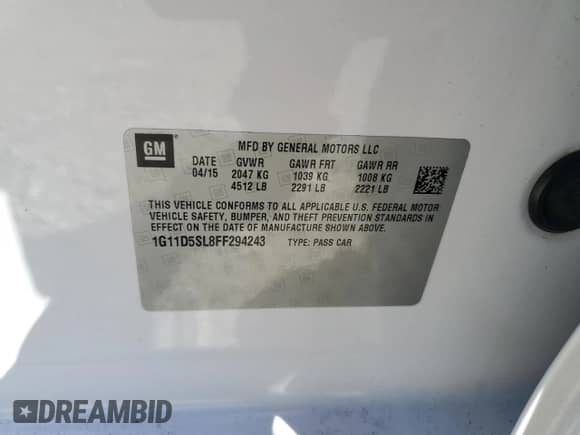 GM
MFD BY GENERAL MOTORS LLC
DATE GVWR GAWR FRT GAWR RR
04/15 2047 KG 1039 KG 1008 KG
4512 LB 2291 LB 2221 LB
THIS VEHICLE CONFORMS TO ALL APPLICABLE U.S. FEDERAL MOTOR
VEHICLE SAFETY, BUMPER, AND THEFT PREVENTION STANDARDS IN
EFFECT ON THE DATE OF MANUFACTURE SHOWN ABOVE.
1G11D5SL8FF294243 TYPE: PASS CAR
DREAMBID